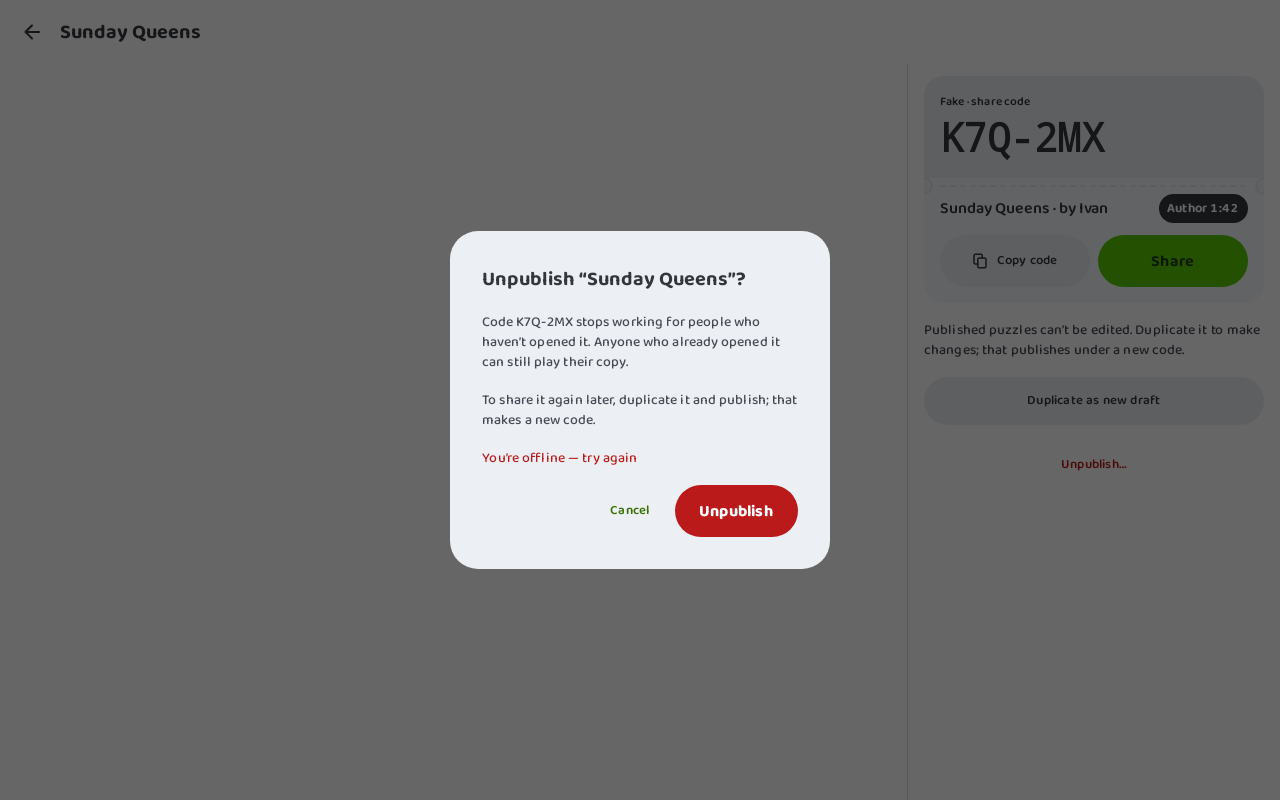 Sunday Queens
Fake · share code
K7Q-2MX
Sunday Queens · by Ivan
Author 1:42
Copy code
Share
Published puzzles can't be edited. Duplicate it to make
changes; that publishes under a new code.
Duplicate as new draft
Unpublish…
Unpublish “Sunday Queens”?
Code K7Q-2MX stops working for people who
haven't opened it. Anyone who already opened it
can still play their copy.
To share it again later, duplicate it and publish; that
makes a new code.
You're offline — try again
Cancel
Unpublish